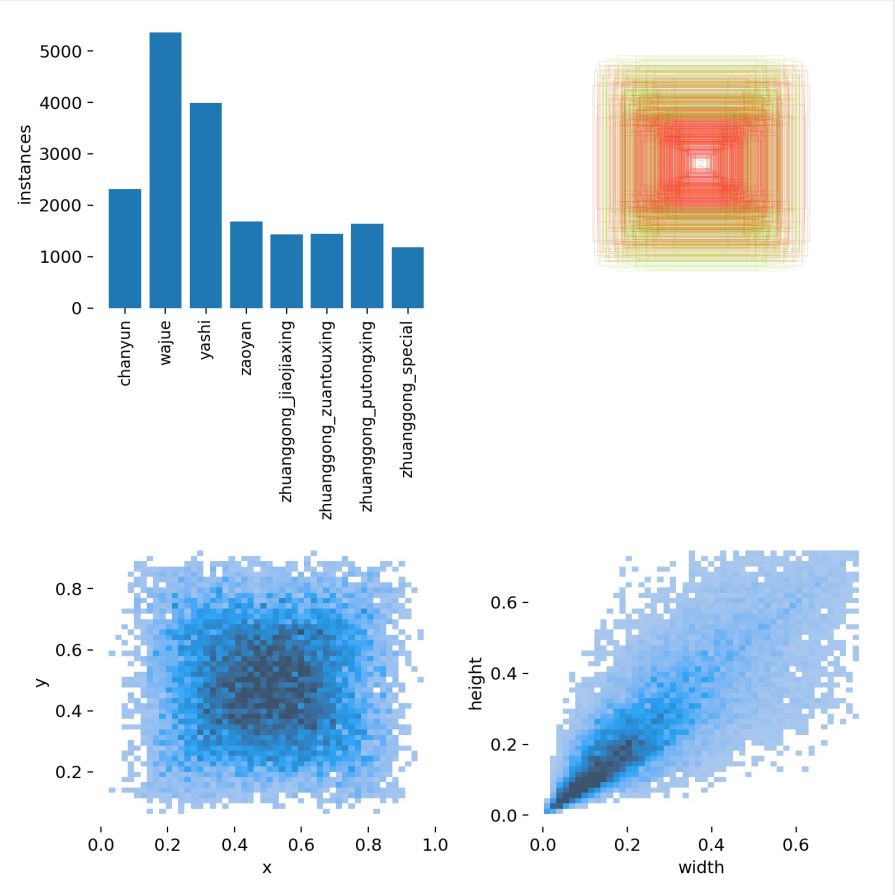 5000
4000
3000
2000
1000
0
instances
chanyun
wajue
yashi
zaoyan
zhuanggong_jiaojiaxing
zhuanggong_zuantouxing
zhuanggong_putongxing
zhuanggong_special
0.8
0.6
0.4
0.2
y
0.0 0.2 0.4 0.6 0.8 1.0
x
0.6
0.4
0.2
0.0
height
0.0 0.2 0.4 0.6
width